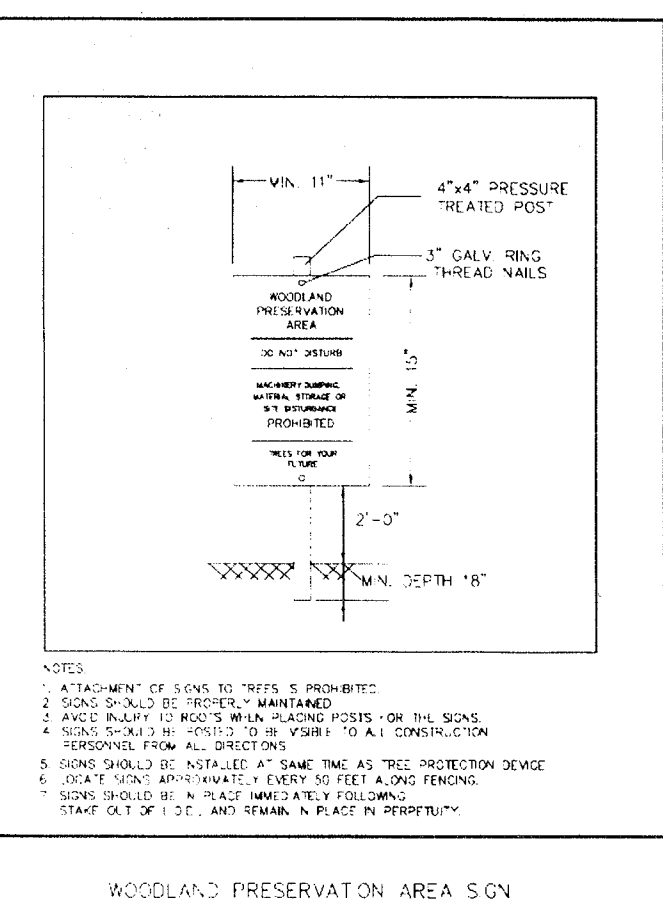 MIN. 11"
4"x4" PRESSURE
TREATED POST
3" GALV. RING
THREAD NAILS
WOODLAND
PRESERVATION
AREA
DO NOT DISTURB
MACHINERY DUMPING,
MATERIAL STORAGE OR
SITE DISTURBANCE
PROHIBITED
TREES FOR YOUR
FUTURE
MIN. 15"
2'-0"
MIN. DEPTH 18"
NOTES:
1. ATTACHMENT OF SIGNS TO TREES IS PROHIBITED.
2. SIGNS SHOULD BE PROPERLY MAINTAINED
3. AVOID INJURY TO ROOTS WHEN PLACING POSTS FOR THE SIGNS.
4. SIGNS SHOULD BE POSTED TO BE VISIBLE TO ALL CONSTRUCTION
PERSONNEL FROM ALL DIRECTIONS
5. SIGNS SHOULD BE INSTALLED AT SAME TIME AS TREE PROTECTION DEVICE
6. LOCATE SIGNS APPROXIMATELY EVERY 50 FEET ALONG FENCING.
7. SIGNS SHOULD BE IN PLACE IMMEDIATELY FOLLOWING
STAKE OUT OF L.O.D., AND REMAIN IN PLACE IN PERPETUITY.
WOODLAND PRESERVATION AREA SIGN